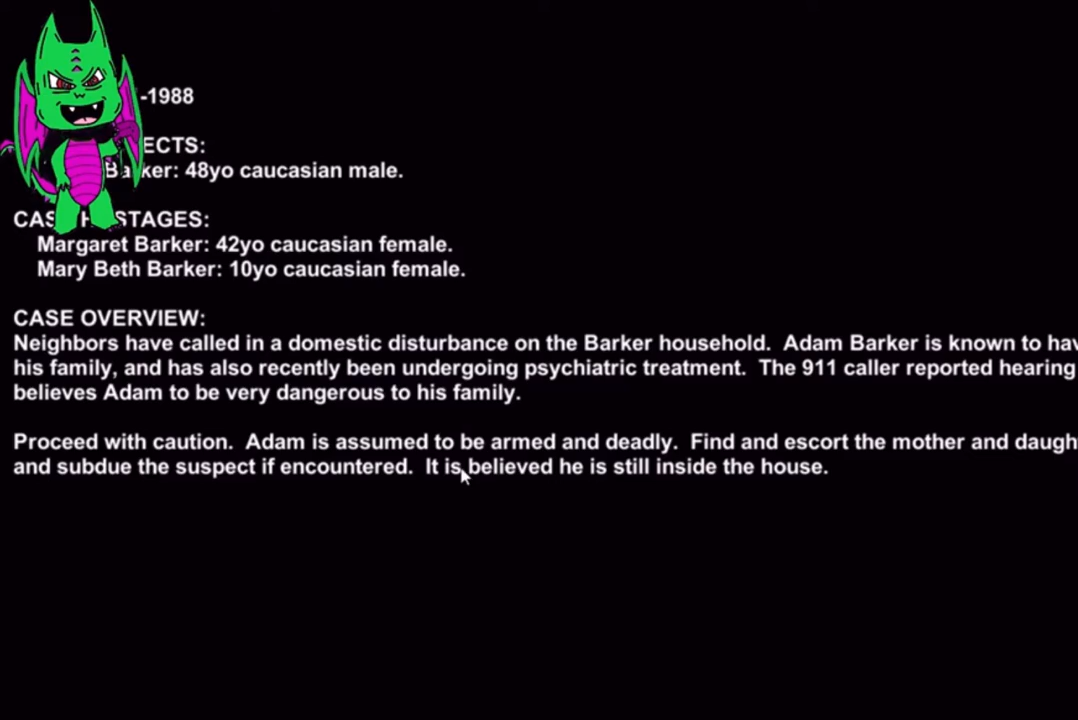 -1988
ECTS:
Barker: 48yo caucasian male.
CAS H STAGES:
Margaret Barker: 42yo caucasian female.
Mary Beth Barker: 10yo caucasian female.
CASE OVERVIEW:
Neighbors have called in a domestic disturbance on the Barker household. Adam Barker is known to hav
his family, and has also recently been undergoing psychiatric treatment. The 911 caller reported hearing
believes Adam to be very dangerous to his family.
Proceed with caution. Adam is assumed to be armed and deadly. Find and escort the mother and daugh
and subdue the suspect if encountered. It is believed he is still inside the house.